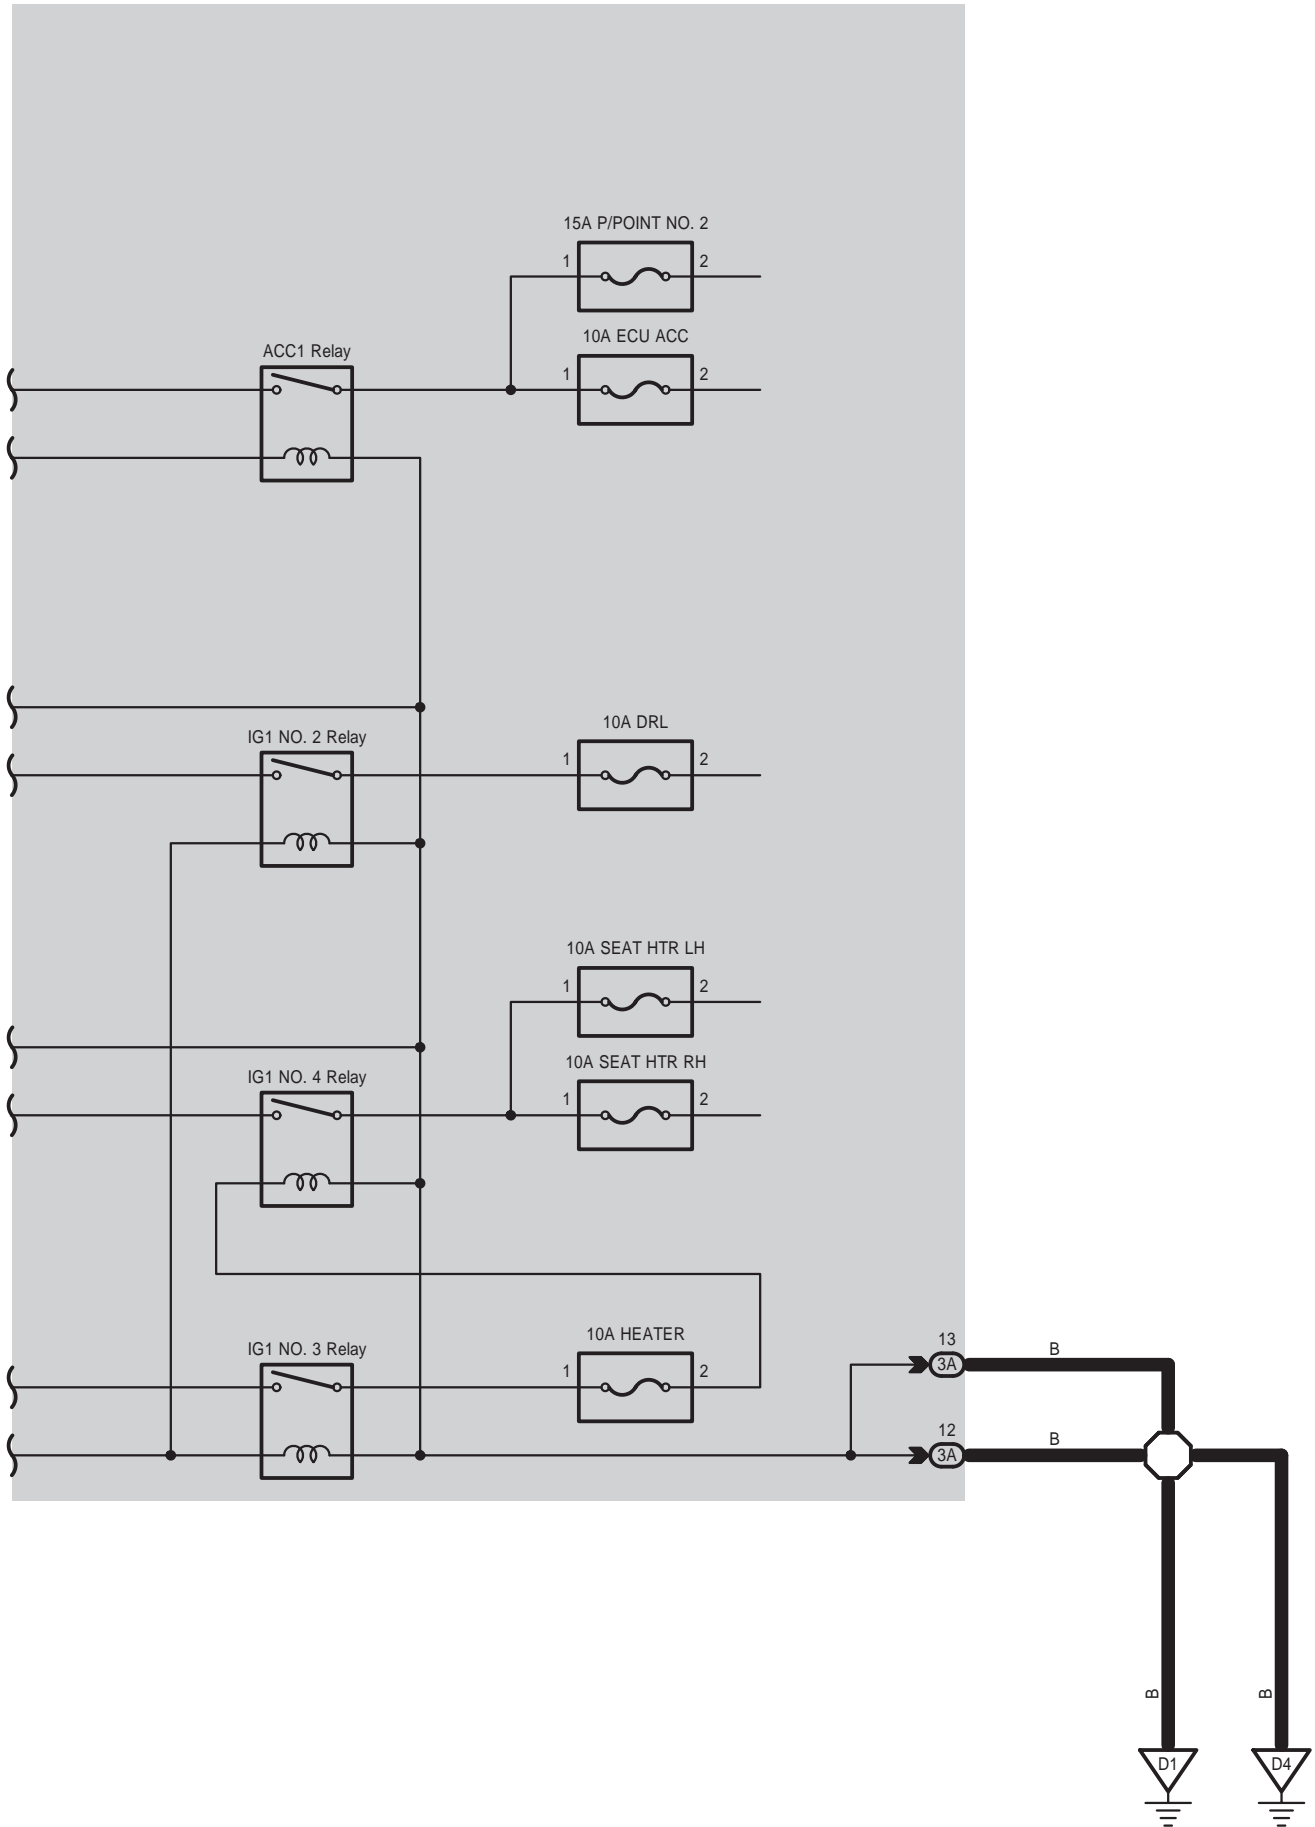 15A P/POINT NO. 2
1 2
10A ECU ACC
ACC1 Relay
1 2
10A DRL
IG1 NO. 2 Relay
1 2
10A SEAT HTR LH
1 2
10A SEAT HTR RH
IG1 NO. 4 Relay
1 2
10A HEATER
13
B
IG1 NO. 3 Relay
3A
1 2
12
B
3A
B B
D1 D4